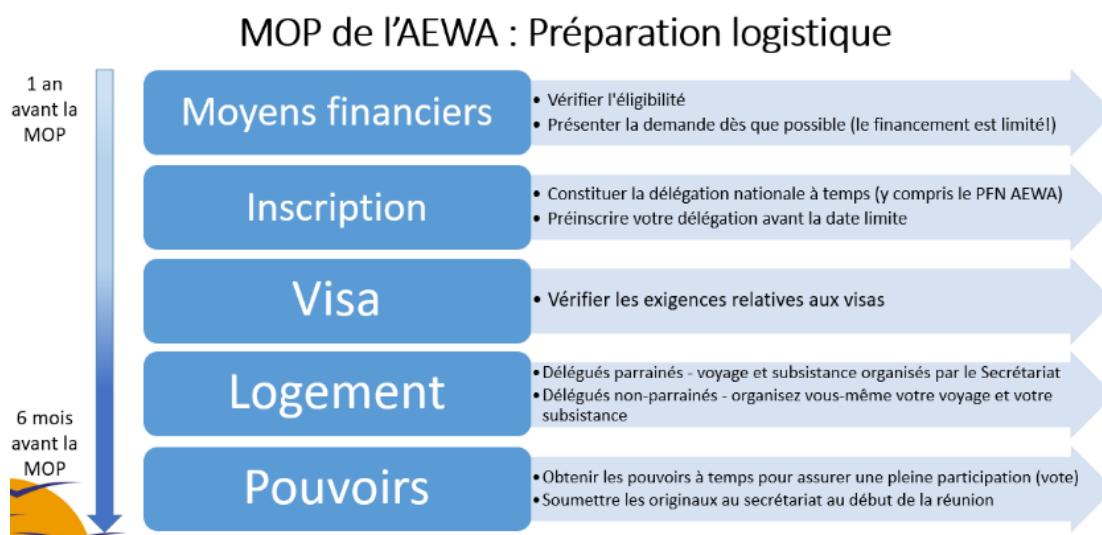 MOP de l'AEWA : Préparation logistique
1 an
avant la
MOP
Moyens financiers
• Vérifier l'éligibilité
• Présenter la demande dès que possible (le financement est limité!)
Inscription
• Constituer la délégation nationale à temps (y compris le PFN AEWA)
• Préinscrire votre délégation avant la date limite
Visa
• Vérifier les exigences relatives aux visas
Logement
• Délégués parrainés - voyage et subsistance organisés par le Secrétariat
• Délégués non-parrainés - organisez vous-même votre voyage et votre
subsistance
6 mois
avant la
MOP
Pouvoirs
• Obtenir les pouvoirs à temps pour assurer une pleine participation (vote)
• Soumettre les originaux au secrétariat au début de la réunion